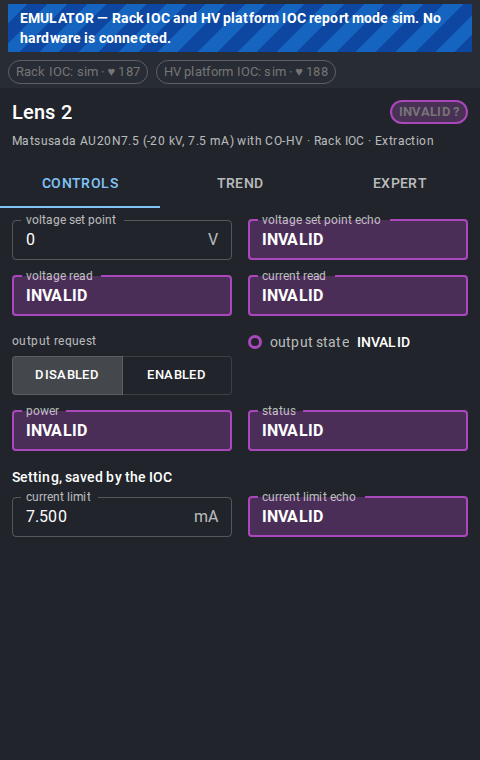 EMULATOR — Rack IOC and HV platform IOC report mode sim. No
hardware is connected.
Rack IOC: sim · ♥ 187
HV platform IOC: sim · ♥ 188
Lens 2
INVALID ?
Matsusada AU20N7.5 (-20 kV, 7.5 mA) with CO-HV · Rack IOC · Extraction
CONTROLS
TREND
EXPERT
voltage set point
0 V
voltage set point echo
INVALID
voltage read
INVALID
current read
INVALID
output request
output state INVALID
DISABLED
ENABLED
power
INVALID
status
INVALID
Setting, saved by the IOC
current limit
7.500 mA
current limit echo
INVALID